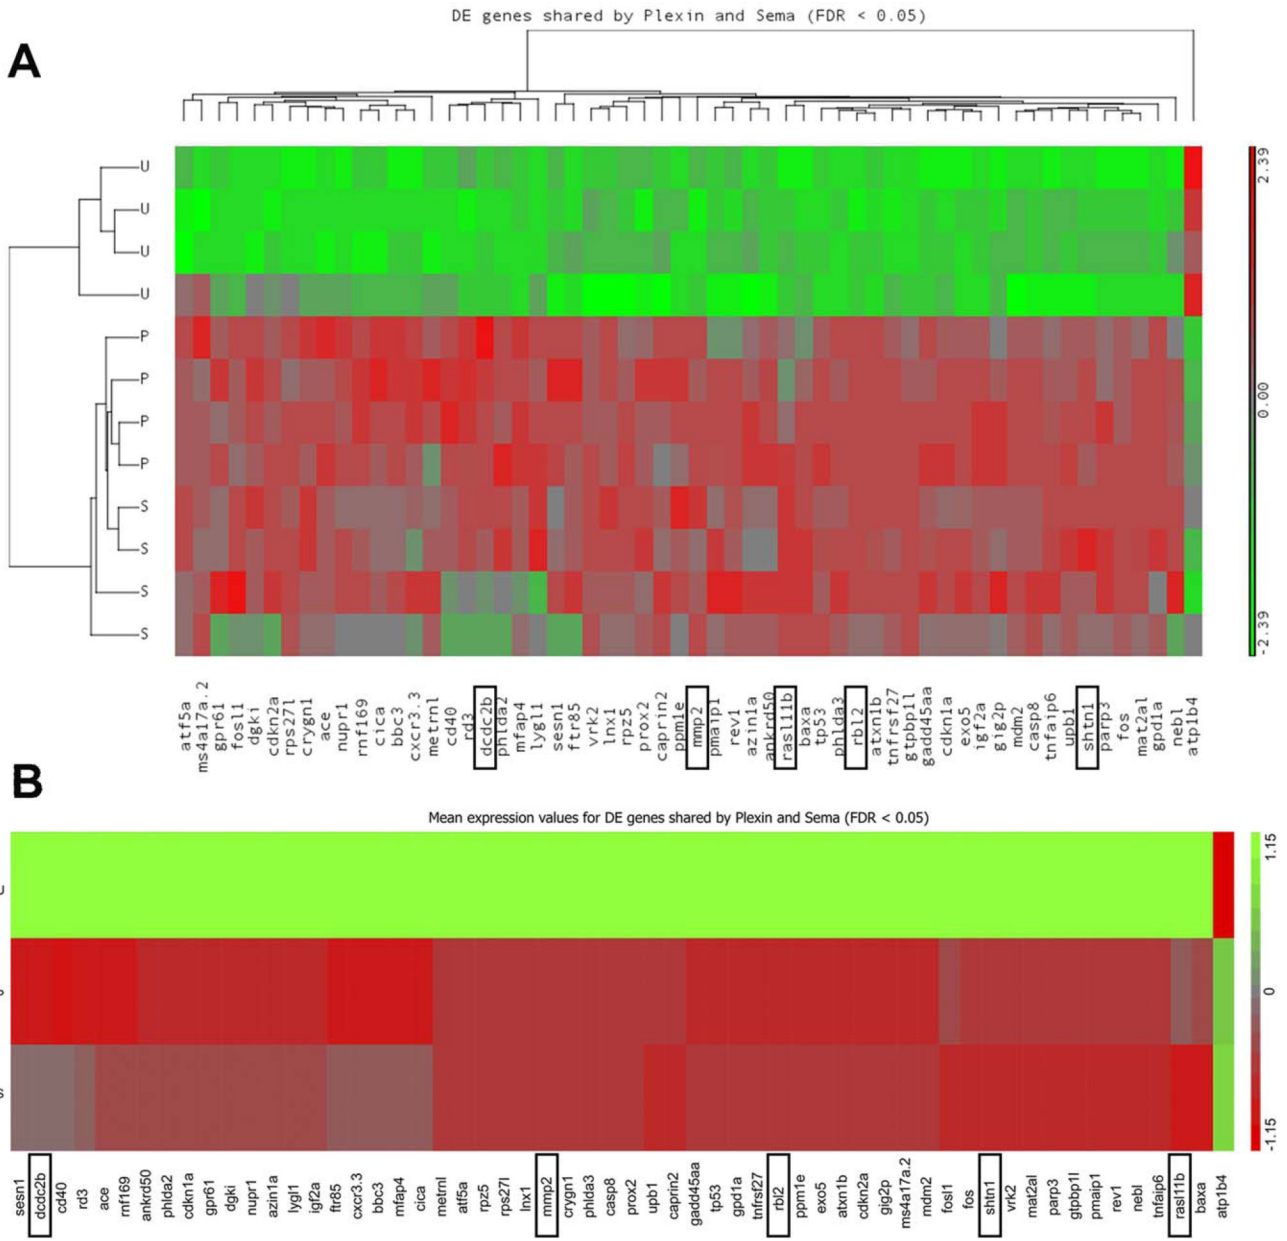 DE genes shared by Plexin and Sema (FDR < 0.05)
A
U
U
U
U
P
P
P
P
S
S
S
S
2.39
0.00
-2.39
atf5a
ms4a17a.2
gpr61
fosl1
dgki
cdkn2a
rps27l
crygn1
ace
nupr1
rnf169
cica
bbc3
cxcr3.3
metrnl
cd40
rd3
dcdc2b
phlda2
mfap4
lygl1
sesn1
ftr85
vrk2
lnx1
rpz5
prox2
caprin2
ppm1e
mmp2
pmaip1
rev1
azin1a
ankrd50
rasl11b
baxa
tp53
phlda3
rbl2
atxn1b
tnfrsf27
gtpbp1l
gadd45aa
cdkn1a
exo5
igf2a
gig2p
mdm2
casp8
tnfaip6
upb1
shtn1
parp3
fos
mat2al
gpd1a
nebl
atp1b4
B
Mean expression values for DE genes shared by Plexin and Sema (FDR < 0.05)
1.15
0
-1.15
sesn1
dcdc2b
cd40
rd3
ace
rnf169
ankrd50
phlda2
cdkn1a
gpr61
dgki
nupr1
azin1a
lygl1
igf2a
ftr85
cxcr3.3
bbc3
mfap4
cica
metrnl
atf5a
rpz5
rps27l
lnx1
mmp2
crygn1
phlda3
casp8
prox2
upb1
caprin2
gadd45aa
tp53
gpd1a
tnfrsf27
rbl2
ppm1e
exo5
atxn1b
cdkn2a
gig2p
ms4a17a.2
mdm2
fosl1
fos
shtn1
vrk2
mat2al
parp3
gtpbp1l
pmaip1
rev1
nebl
tnfaip6
rasl11b
baxa
atp1b4